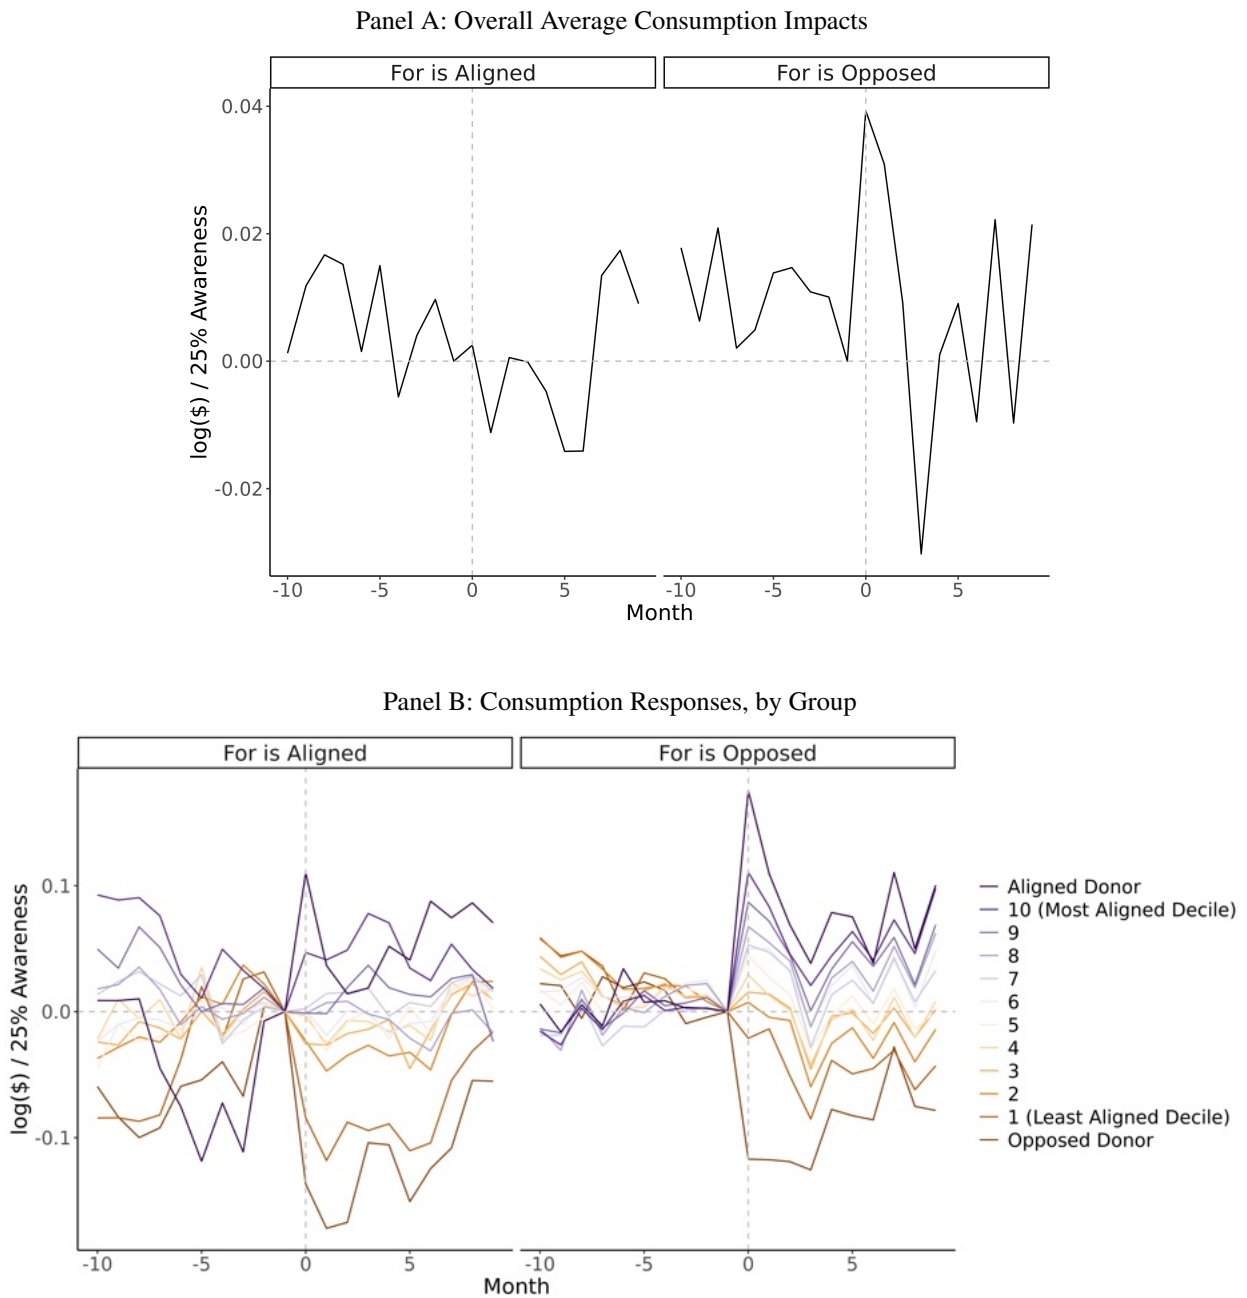 Panel A: Overall Average Consumption Impacts
For is Aligned
For is Opposed
log($) / 25% Awareness
0.04
0.02
0.00
-0.02
-10 -5 0 5 -10 -5 0 5
Month
Panel B: Consumption Responses, by Group
For is Aligned
For is Opposed
log($) / 25% Awareness
0.1
0.0
-0.1
-10 -5 0 5 -10 -5 0 5
Month
Aligned Donor
10 (Most Aligned Decile)
9
8
7
6
5
4
3
2
1 (Least Aligned Decile)
Opposed Donor